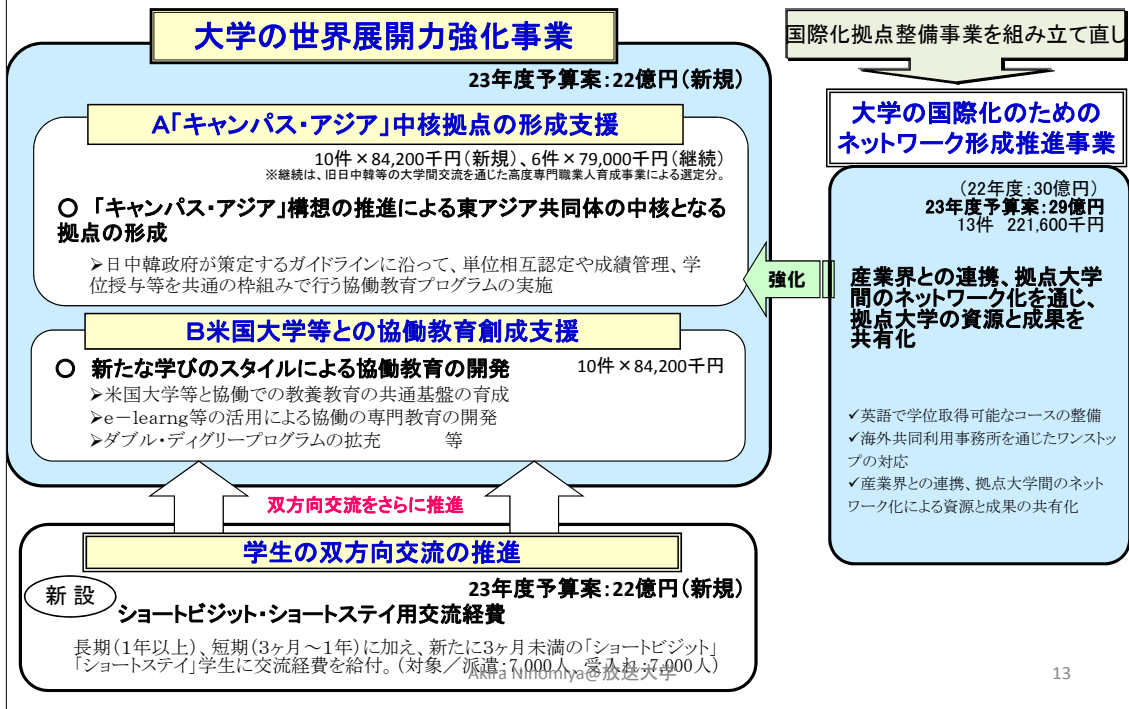 大学の世界展開力強化事業
23年度予算案:22億円(新規)
A「キャンパス・アジア」中核拠点の形成支援
10件×84,200千円(新規)、6件×79,000千円(継続)
※継続は、旧日中韓等の大学間交流を通じた高度専門職業人育成事業による選定分。
○ 「キャンパス・アジア」構想の推進による東アジア共同体の中核となる
拠点の形成
➢日中韓政府が策定するガイドラインに沿って、単位相互認定や成績管理、学
位授与等を共通の枠組みで行う協働教育プログラムの実施
B米国大学等との協働教育創成支援
○ 新たな学びのスタイルによる協働教育の開発 10件×84,200千円
➢米国大学等と協働での教養教育の共通基盤の育成
➢e-learng等の活用による協働の専門教育の開発
➢ダブル・ディグリープログラムの拡充 等
双方向交流をさらに推進
学生の双方向交流の推進
新設
23年度予算案:22億円(新規)
ショートビジット・ショートステイ用交流経費
長期(1年以上)、短期(3ヶ月~1年)に加え、新たに3ヶ月未満の「ショートビジット」
「ショートステイ」学生に交流経費を給付。(対象/派遣:7,000人、受入れ:7,000人)
国際化拠点整備事業を組み立て直し
大学の国際化のための
ネットワーク形成推進事業
(22年度:30億円)
23年度予算案:29億円
13件 221,600千円
強化
産業界との連携、拠点大学
間のネットワーク化を通じ、
拠点大学の資源と成果を
共有化
✓英語で学位取得可能なコースの整備
✓海外共同利用事務所を通じたワンストッ
プの対応
✓産業界との連携、拠点大学間のネット
ワーク化による資源と成果の共有化
Akira Ninomiya@放送大学
13